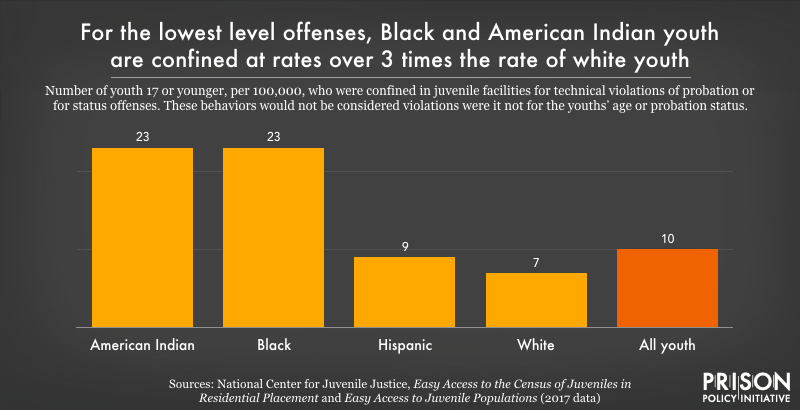 For the lowest level offenses, Black and American Indian youth
are confined at rates over 3 times the rate of white youth
Number of youth 17 or younger, per 100,000, who were confined in juvenile facilities for technical violations of probation or
for status offenses. These behaviors would not be considered violations were it not for the youths' age or probation status.
23
23
9
7
10
American Indian
Black
Hispanic
White
All youth
Sources: National Center for Juvenile Justice, Easy Access to the Census of Juveniles in
Residential Placement and Easy Access to Juvenile Populations (2017 data)
PRISON
POLICY INITIATIVE